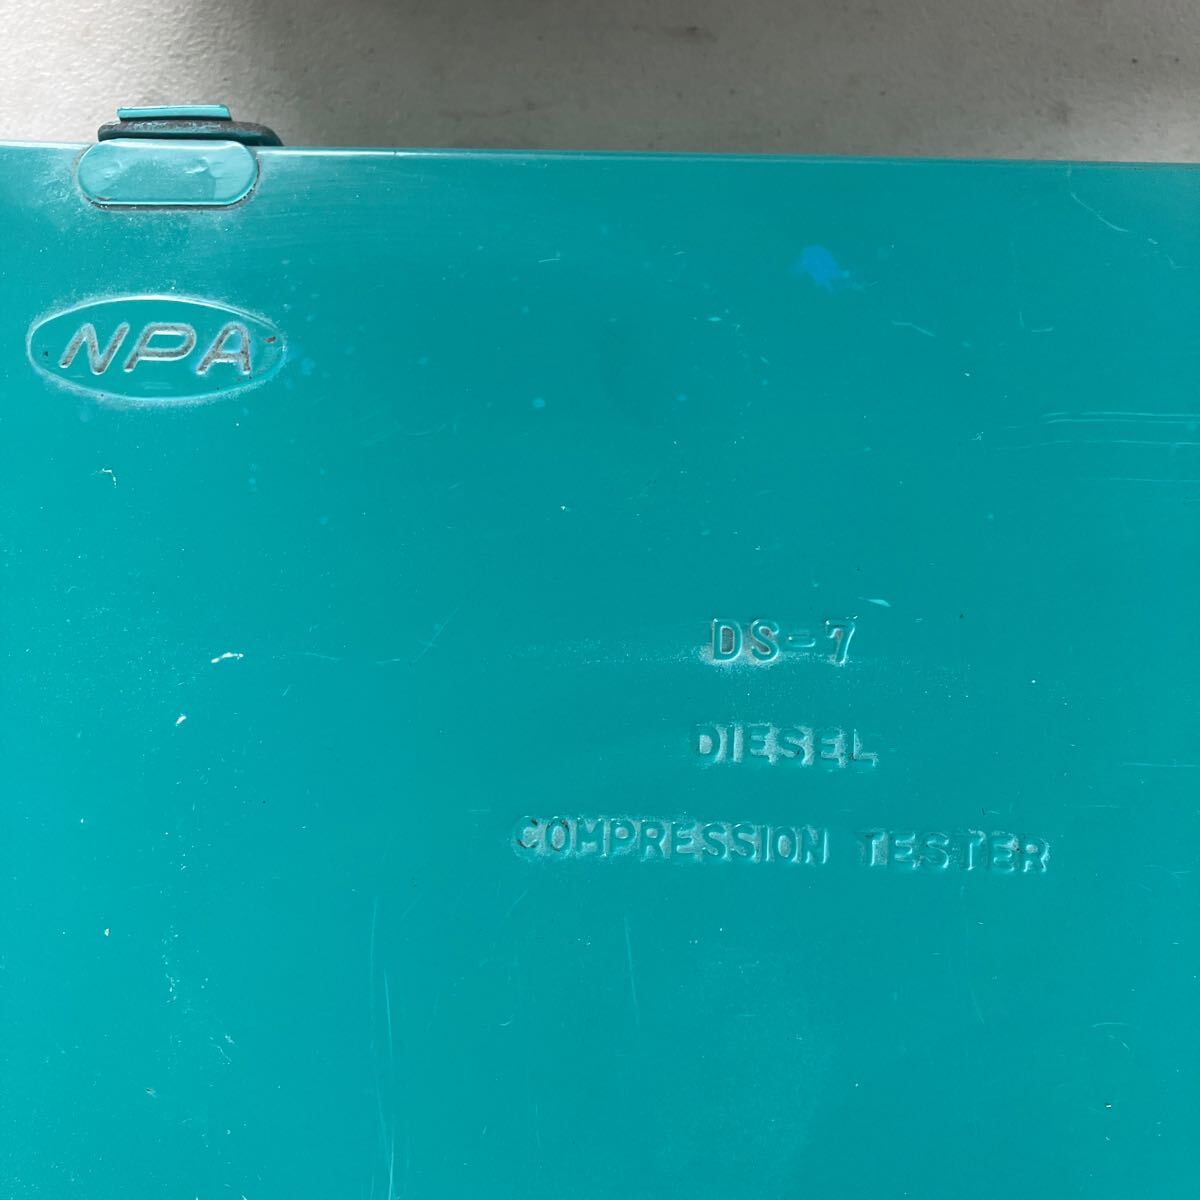 NPA
DS-7
DIESEL
COMPRESSION TESTER